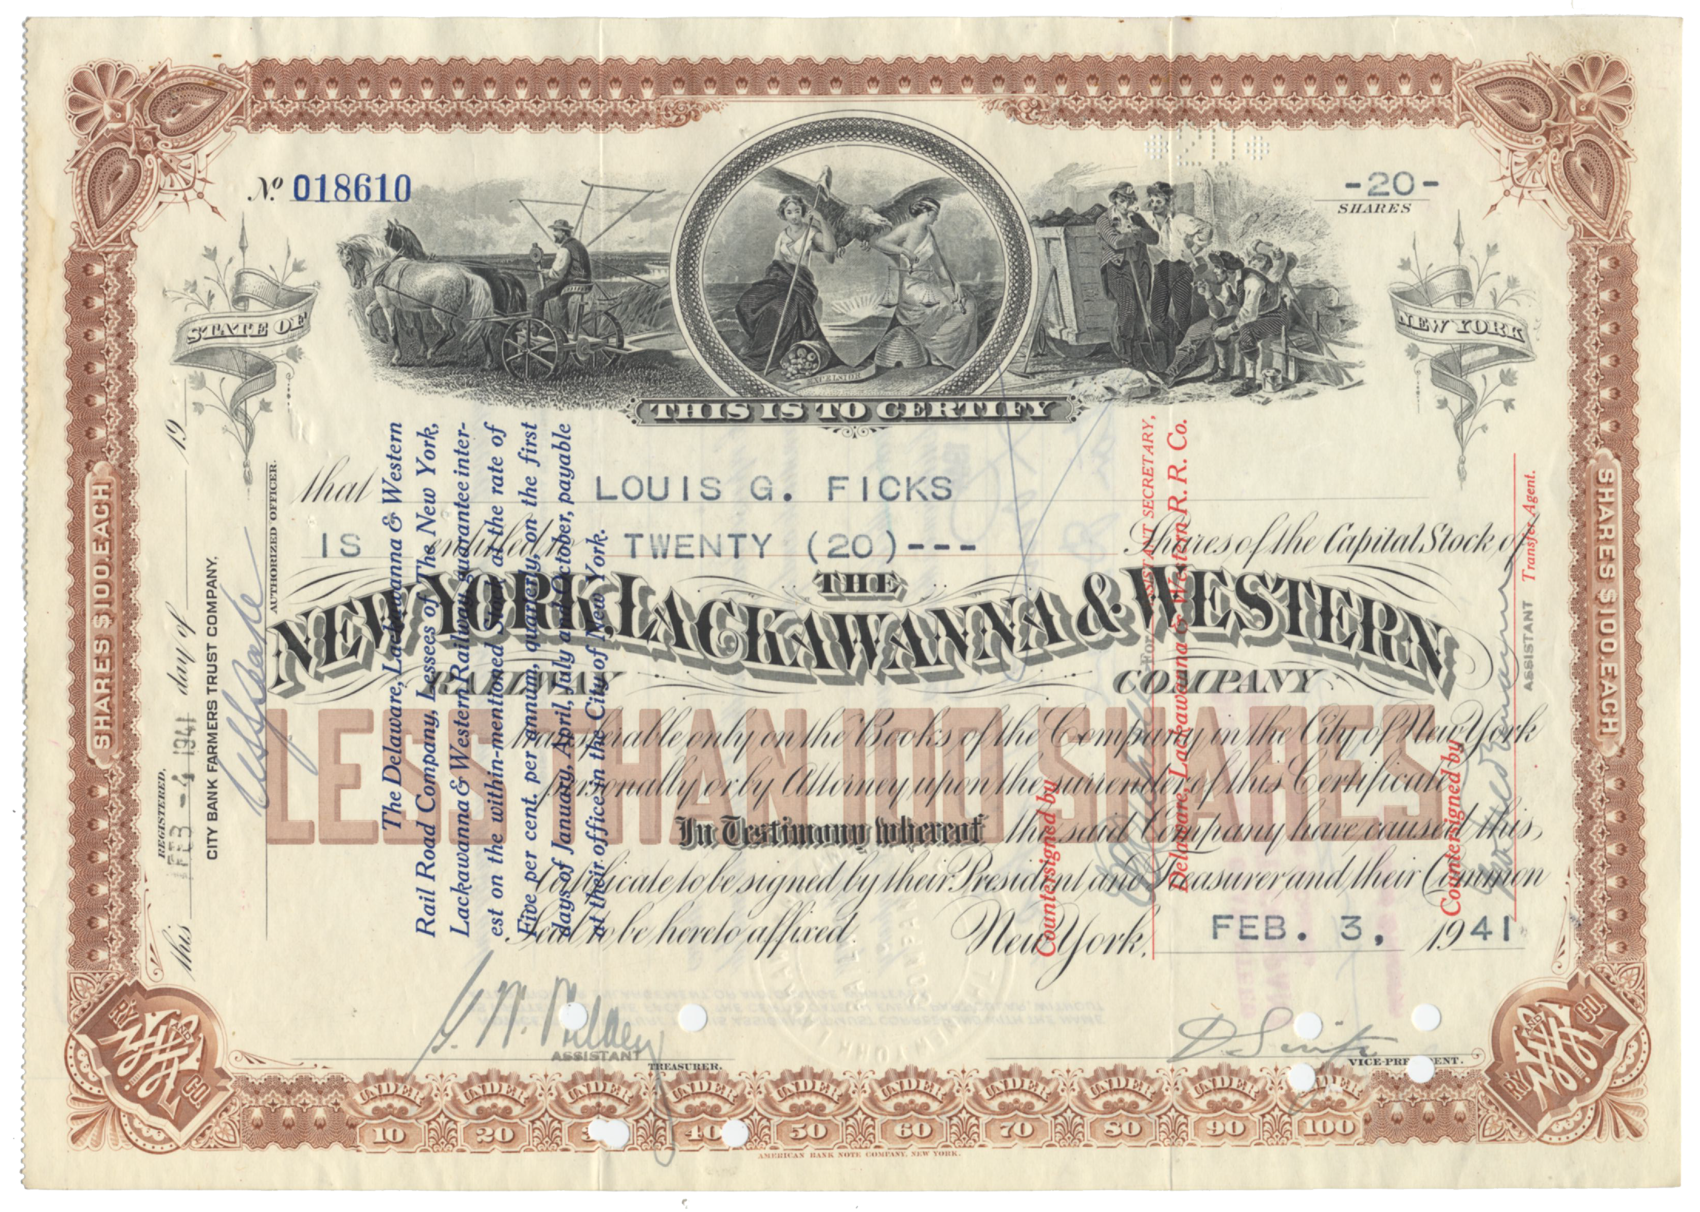 No. 018610
-20-
SHARES
STATE OF
NEW YORK
EXCELSIOR
THIS IS TO CERTIFY
that LOUIS G. FICKS
IS entitled to TWENTY (20)--- Shares of the Capital Stock of
THE
NEW YORK, LACKAWANNA & WESTERN
RAILWAY COMPANY
LESS THAN 100 SHARES
transferable only on the Books of the Company in the City of New York
personally or by Attorney upon the surrender of this Certificate
In Testimony whereof the said Company have caused this
Certificate to be signed by their President and Treasurer and their Common
Seal to be hereto affixed
New York, FEB. 3, 1941
ASSISTANT
TREASURER.
VICE-PRESIDENT.
The Delaware, Lackawanna & Western
Rail Road Company, Lessees of The New York,
Lackawanna & Western Railway, guarantee inter-
est on the within-mentioned Stock at the rate of
Five per cent. per annum, quarterly, on the first
days of January, April, July and October, payable
at their office in the City of New York.
REGISTERED.
this FEB -4 1941 day of 19
CITY BANK FARMERS TRUST COMPANY,
AUTHORIZED OFFICER.
Countersigned by
For ASSISTANT SECRETARY,
Delaware, Lackawanna & Western R. R. Co.
Countersigned by
ASSISTANT Transfer Agent.
SHARES $100. EACH
SHARES $100. EACH
RY CO.
RY CO.
UNDER 10
UNDER 20
UNDER
UNDER 40
UNDER 50
UNDER 60
UNDER 70
UNDER 80
UNDER 90
UNDER 100
AMERICAN BANK NOTE COMPANY, NEW YORK.